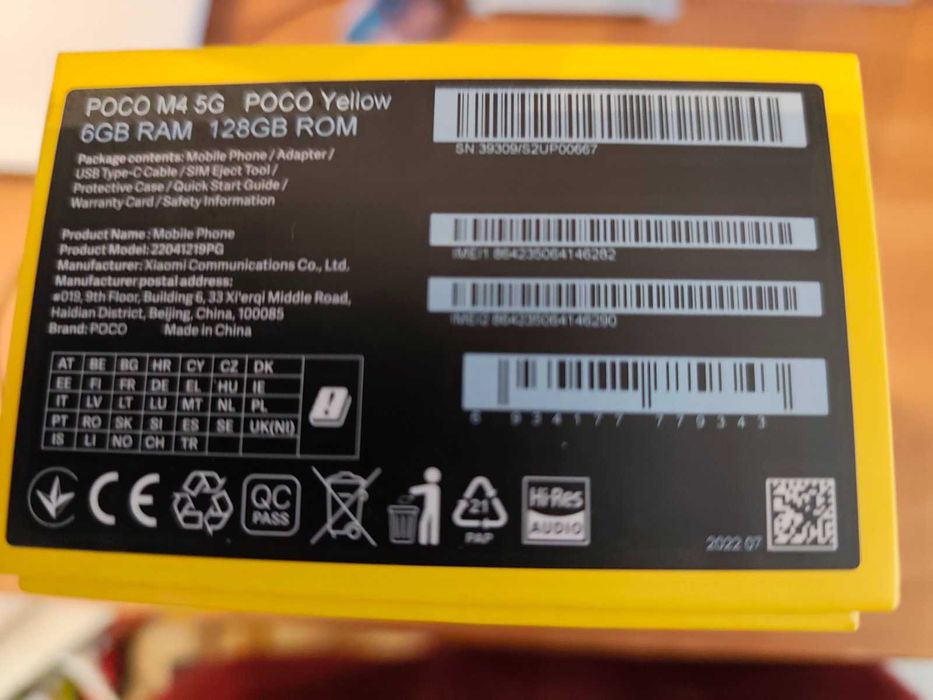 POCO M4 5G POCO Yellow
6GB RAM 128GB ROM
Package contents: Mobile Phone / Adapter /
USB Type-C Cable / SIM Eject Tool /
Protective Case / Quick Start Guide /
Warranty Card / Safety Information
Product Name: Mobile Phone
Product Model: 22041219PG
Manufacturer: Xiaomi Communications Co., Ltd.
Manufacturer postal address:
#019, 9th Floor, Building 6, 33 Xi'erqi Middle Road,
Haidian District, Beijing, China, 100085
Brand: POCO Made in China
SN 39309/S2UP00667
IMEI1 864235064146282
IMEI2 864235064146290
6 934177 779343
AT BE BG HR CY CZ DK
EE FI FR DE EL HU IE
IT LV LT LU MT NL PL
PT RO SK SI ES SE UK(NI)
IS LI NO CH TR
CE
QC
PASS
21
PAP
Hi-Res
AUDIO
2022 07